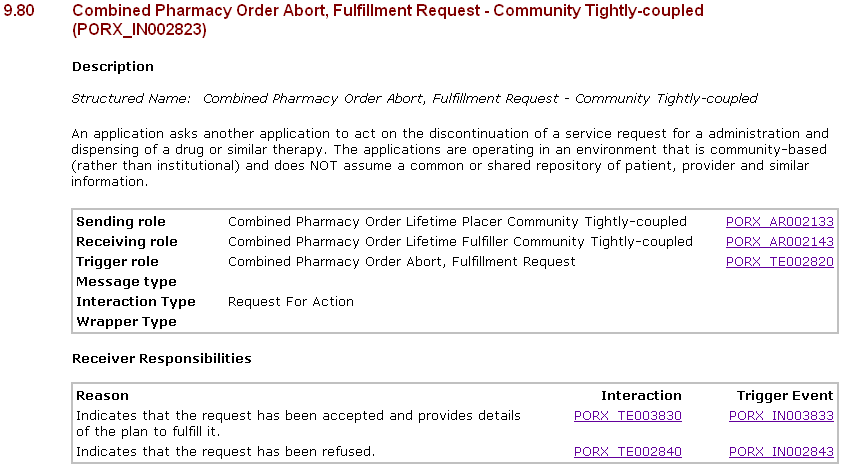 9.80 Combined Pharmacy Order Abort, Fulfillment Request - Community Tightly-coupled
(PORX_IN002823)
Description
Structured Name: Combined Pharmacy Order Abort, Fulfillment Request - Community Tightly-coupled
An application asks another application to act on the discontinuation of a service request for a administration and
dispensing of a drug or similar therapy. The applications are operating in an environment that is community-based
(rather than institutional) and does NOT assume a common or shared repository of patient, provider and similar
information.
Sending role Combined Pharmacy Order Lifetime Placer Community Tightly-coupled PORX_AR002133
Receiving role Combined Pharmacy Order Lifetime Fulfiller Community Tightly-coupled PORX_AR002143
Trigger role Combined Pharmacy Order Abort, Fulfillment Request PORX_TE002820
Message type
Interaction Type Request For Action
Wrapper Type
Receiver Responsibilities
Reason Interaction Trigger Event
Indicates that the request has been accepted and provides details PORX_TE003830 PORX_IN003833
of the plan to fulfill it.
Indicates that the request has been refused. PORX_TE002840 PORX_IN002843